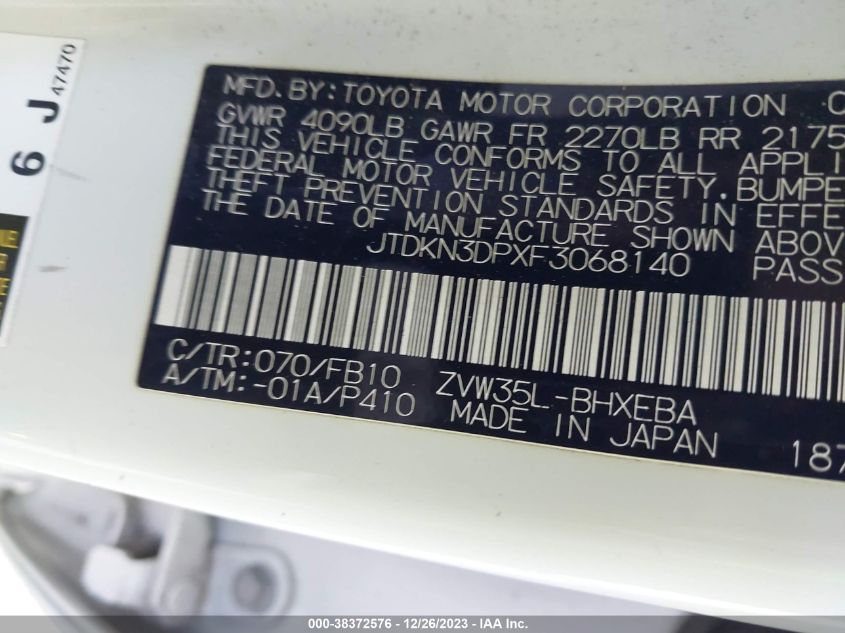 6 J 47470
MFD. BY: TOYOTA MOTOR CORPORATION
GVWR 4090LB GAWR FR 2270LB RR 2175
THIS VEHICLE CONFORMS TO ALL APPLI
FEDERAL MOTOR VEHICLE SAFETY. BUMPE
THEFT PREVENTION STANDARDS IN EFFE
THE DATE OF MANUFACTURE SHOWN ABOV
JTDKN3DPXF3068140 PASS
C/TR:070/FB10 ZVW35L-BHXEBA
A/TM:-01A/P410 MADE IN JAPAN 187
000-38372576 - 12/26/2023 - IAA Inc.